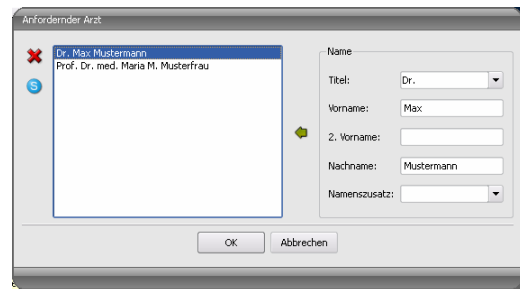 Anfordernder Arzt
Dr. Max Mustermann
Prof. Dr. med. Maria M. Musterfrau
S
Name
Titel:
Dr.
Vorname:
Max
2. Vorname:
Nachname:
Mustermann
Namenszusatz:
OK
Abbrechen